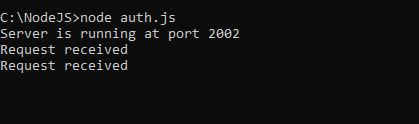 C:\NodeJS>node auth.js
Server is running at port 2002
Request received
Request received